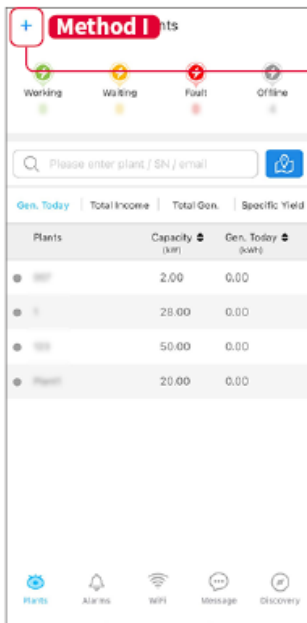 + Method I nts
Working Waiting Fault Offline
Please enter plant / SN / email
Gen. Today Total Income Total Gen. Specific Yield
Plants Capacity Gen. Today
(kW) (kWh)
2.00 0.00
28.00 0.00
50.00 0.00
20.00 0.00
Plants Alarms WiFi Message Discovery